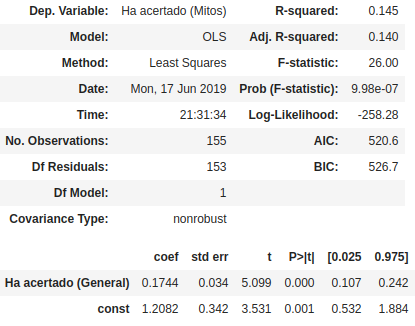 Dep. Variable: Ha acertado (Mitos) R-squared: 0.145
Model: OLS Adj. R-squared: 0.140
Method: Least Squares F-statistic: 26.00
Date: Mon, 17 Jun 2019 Prob (F-statistic): 9.98e-07
Time: 21:31:34 Log-Likelihood: -258.28
No. Observations: 155 AIC: 520.6
Df Residuals: 153 BIC: 526.7
Df Model: 1
Covariance Type: nonrobust
coef std err t P>|t| [0.025 0.975]
Ha acertado (General) 0.1744 0.034 5.099 0.000 0.107 0.242
const 1.2082 0.342 3.531 0.001 0.532 1.884